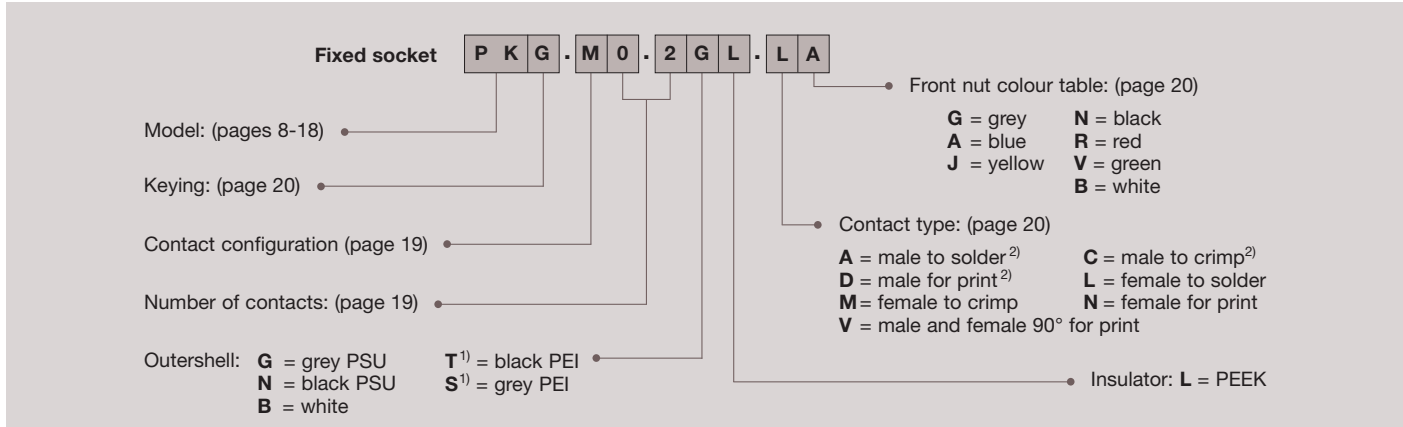 Fixed socket P K G . M 0 . 2 G L . L A
Front nut colour table: (page 20)
G = grey N = black
A = blue R = red
J = yellow V = green
B = white
Model: (pages 8-18)
Keying: (page 20)
Contact configuration (page 19)
Number of contacts: (page 19)
Contact type: (page 20)
A = male to solder 2) C = male to crimp 2)
D = male for print 2) L = female to solder
M = female to crimp N = female for print
V = male and female 90° for print
Outershell: G = grey PSU T 1) = black PEI
N = black PSU S 1) = grey PEI
B = white
Insulator: L = PEEK